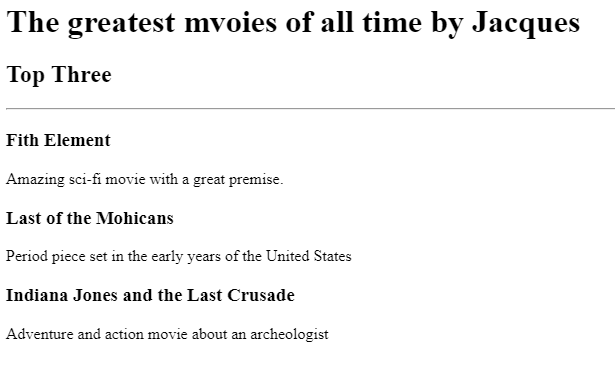 The greatest mvoies of all time by Jacques
Top Three
Fith Element
Amazing sci-fi movie with a great premise.
Last of the Mohicans
Period piece set in the early years of the United States
Indiana Jones and the Last Crusade
Adventure and action movie about an archeologist